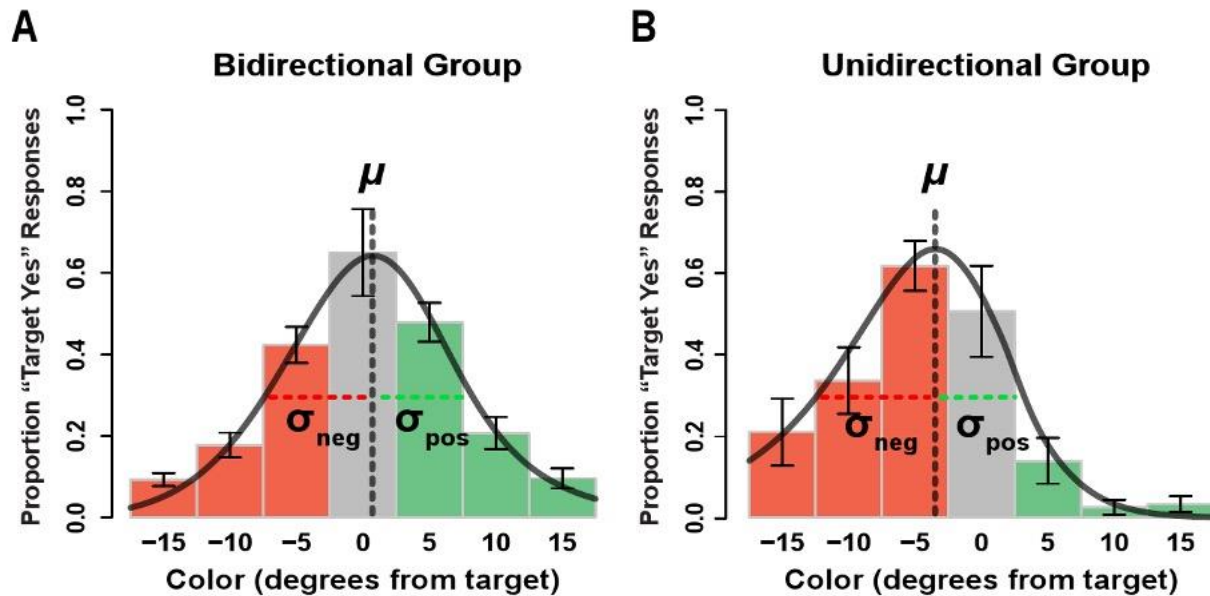 A
Bidirectional Group
Proportion “Target Yes” Responses
1.0
0.8
0.6
0.4
0.2
0.0
μ
σneg
σpos
−15 −10 −5 0 5 10 15
Color (degrees from target)
B
Unidirectional Group
Proportion “Target Yes” Responses
1.0
0.8
0.6
0.4
0.2
0.0
μ
σneg
σpos
−15 −10 −5 0 5 10 15
Color (degrees from target)